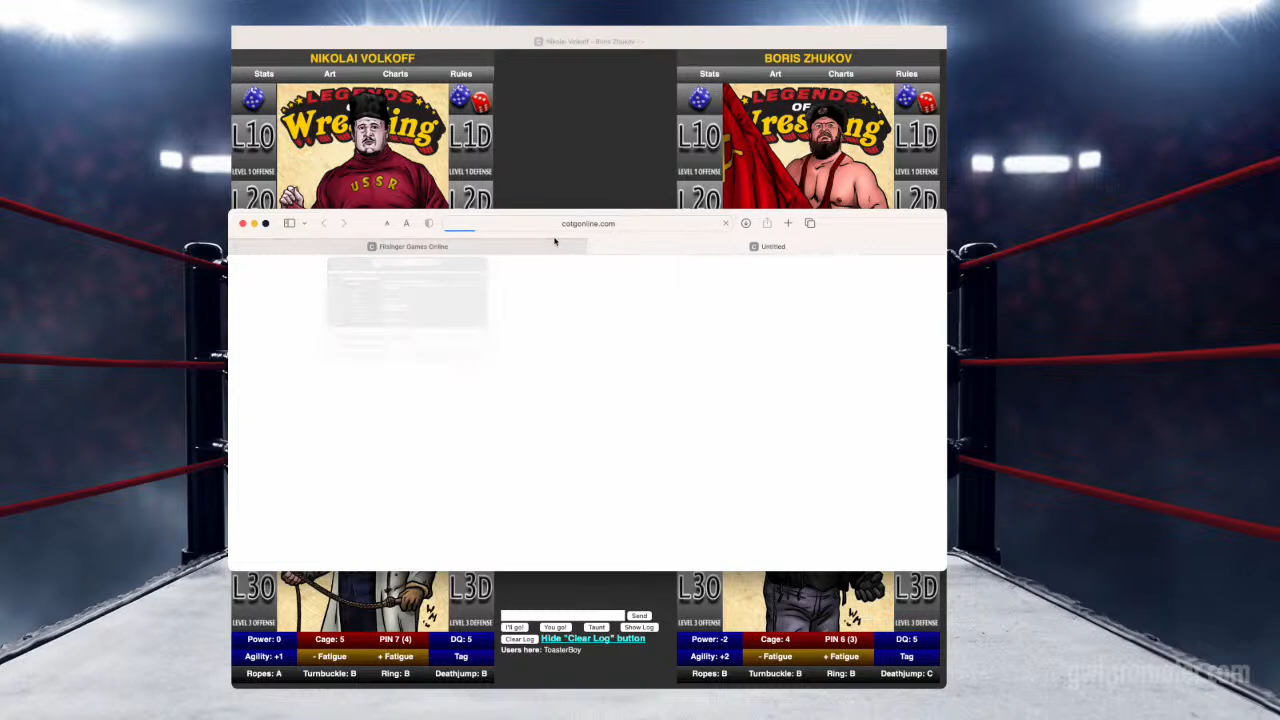 Nikolai Volkoff - Boris Zhukov - -
NIKOLAI VOLKOFF
Stats Art Charts Rules
LEGENDS
OF
Wrestling
USSR
L1O
LEVEL 1 OFFENSE
L2O
L1D
LEVEL 1 DEFENSE
L2D
BORIS ZHUKOV
Stats Art Charts Rules
LEGENDS
OF
Wrestling
L1O
LEVEL 1 OFFENSE
L2O
L1D
LEVEL 1 DEFENSE
L2D
A A cotgonline.com
Filsinger Games Online
Untitled
L3O
LEVEL 3 OFFENSE
L3D
LEVEL 3 DEFENSE
Power: 0 Cage: 5 PIN 7 (4) DQ: 5
Agility: +1 - Fatigue + Fatigue Tag
Ropes: A Turnbuckle: B Ring: B Deathjump: B
Send
I'll go! You go! Taunt Show Log
Clear Log Hide "Clear Log" button
Users here: ToasterBoy
L3O
LEVEL 3 OFFENSE
L3D
LEVEL 3 DEFENSE
Power: -2 Cage: 4 PIN 6 (3) DQ: 5
Agility: +2 - Fatigue + Fatigue Tag
Ropes: B Turnbuckle: B Ring: B Deathjump: C